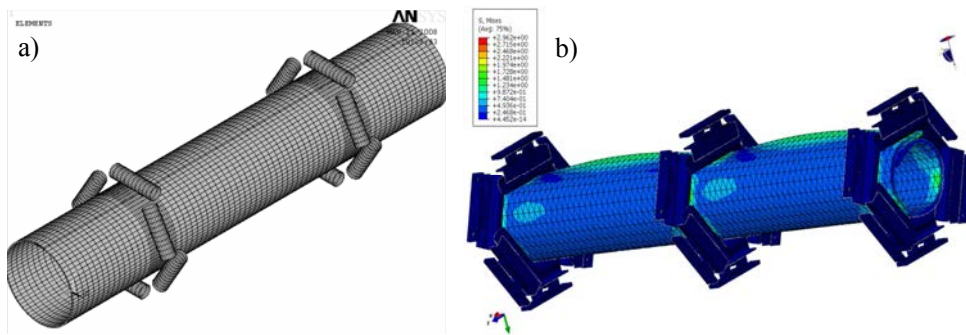 a)
ELEMENTS
ANSYS
b)
S, Mises
(Avg: 75%)
+2.962e+00
+2.715e+00
+2.468e+00
+2.221e+00
+1.974e+00
+1.728e+00
+1.481e+00
+1.234e+00
+9.872e-01
+7.404e-01
+4.936e-01
+2.468e-01
+4.452e-14